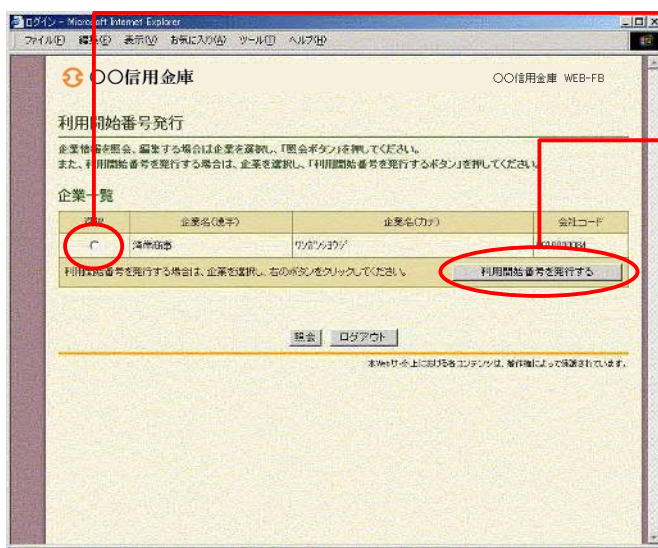 ログイン - Microsoft Internet Explorer
ファイル(F) 編集(E) 表示(V) お気に入り(A) ツール(T) ヘルプ(H)
○○信用金庫
○○信用金庫 WEB-FB
利用開始番号発行
企業情報を照会、編集する場合は企業を選択し、「照会ボタン」を押してください。
また、利用開始番号を発行する場合は、企業を選択し、「利用開始番号を発行するボタン」を押してください。
企業一覧
選択 企業名(漢字) 企業名(カナ) 会社コード
ワンガンショウジ
利用開始番号を発行する場合は、企業を選択し、右のボタンをクリックしてください。 利用開始番号を発行する
照会 ログアウト
本Webサイト上における各コンテンツは、著作権によって保護されています。